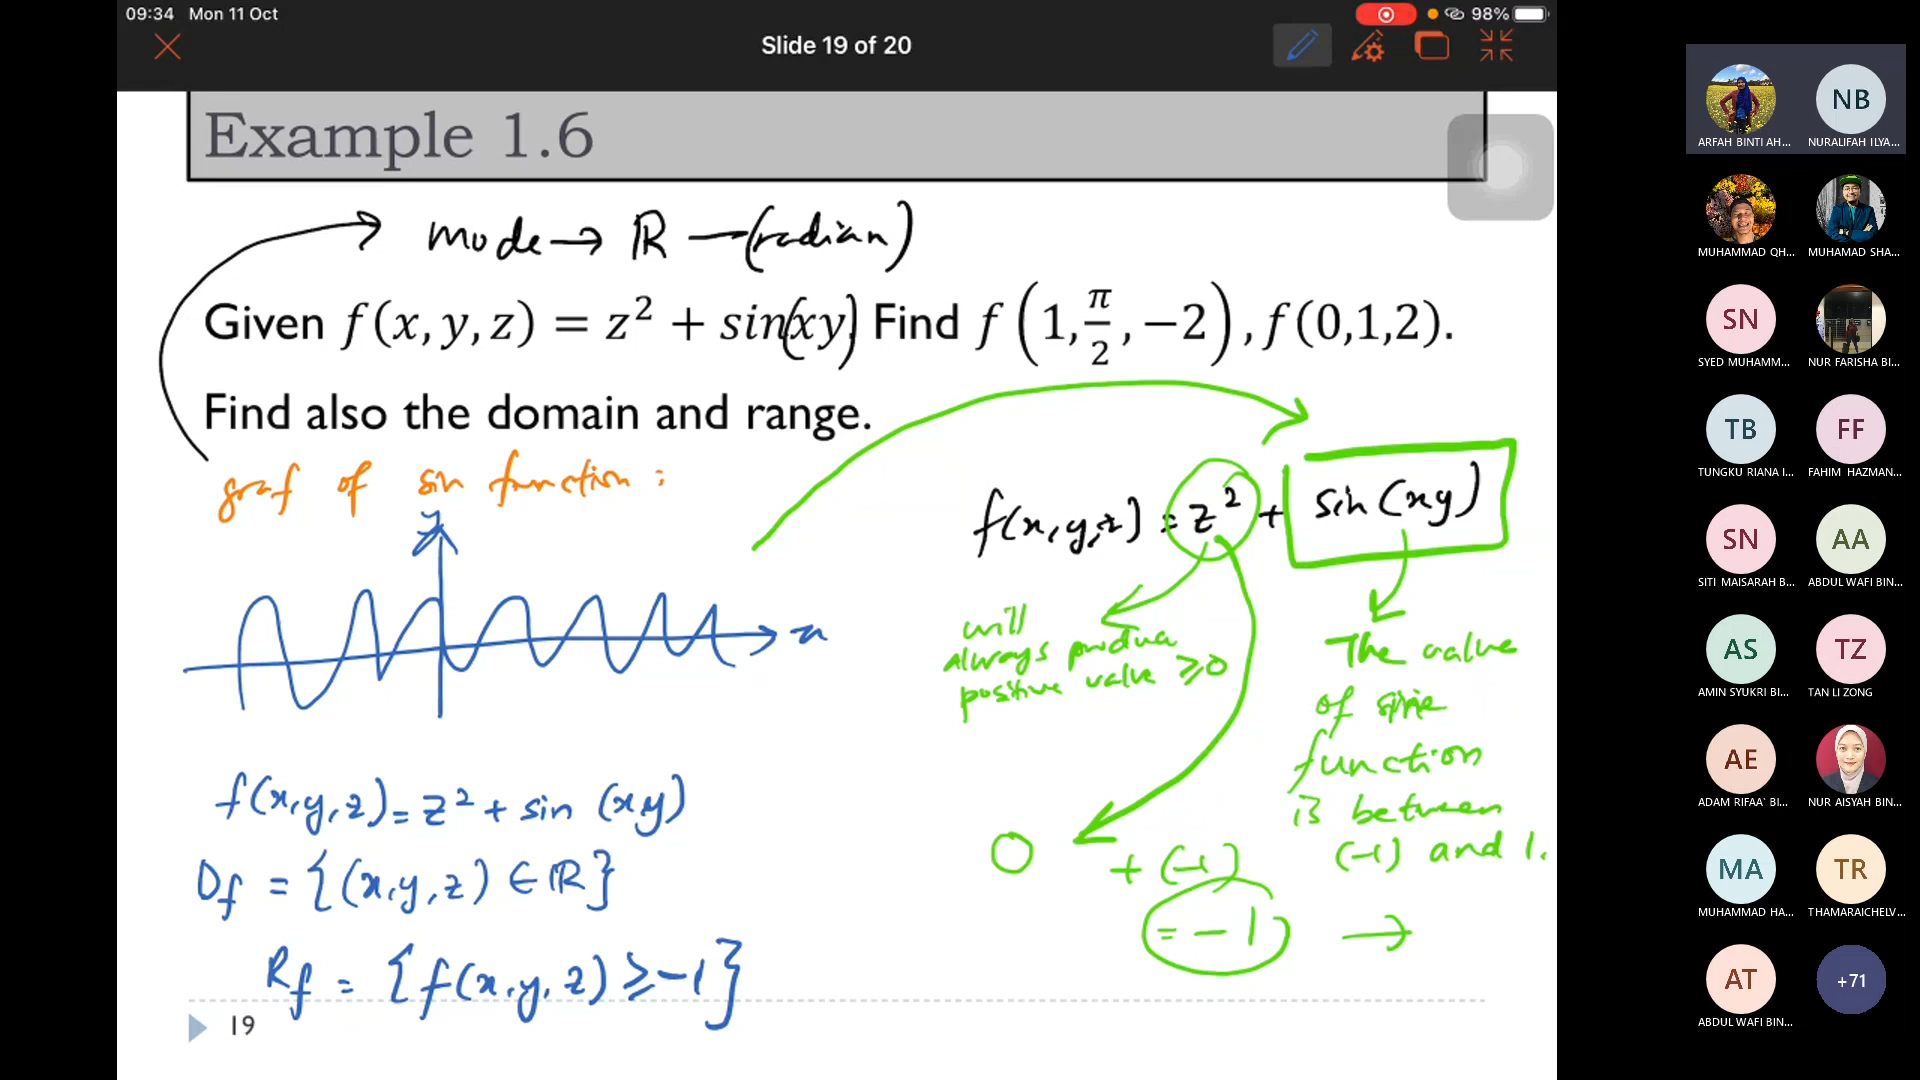 09:34 Mon 11 Oct
98%
Slide 19 of 20
Example 1.6
mode → ℝ —(radian)
Given f(x, y, z) = z² + sin(xy) Find f(1, π/2, −2), f(0,1,2).
Find also the domain and range.
graf of sin function :
y
x
f(x,y,z) = z² + sin(xy)
will
always produce
positive value ⩾0
The value
of sine
function
is between
(-1) and 1.
0 + (-1)
= -1 →
f(x,y,z) = z² + sin (xy)
Df = {(x,y,z) ∈ ℝ}
Rf = {f(x,y,z) ⩾ -1}
19
ARFAH BINTI AH...
NB
NURALIFAH ILYA...
MUHAMMAD QH...
MUHAMAD SHA...
SN
SYED MUHAMM...
NUR FARISHA BI...
TB
TUNGKU RIANA I...
FF
FAHIM HAZMAN...
SN
SITI MAISARAH B...
AA
ABDUL WAFI BIN...
AS
AMIN SYUKRI BI...
TZ
TAN LI ZONG
AE
ADAM RIFAA` BI...
NUR AISYAH BIN...
MA
MUHAMMAD HA...
TR
THAMARAICHELV...
AT
ABDUL WAFI BIN...
+71